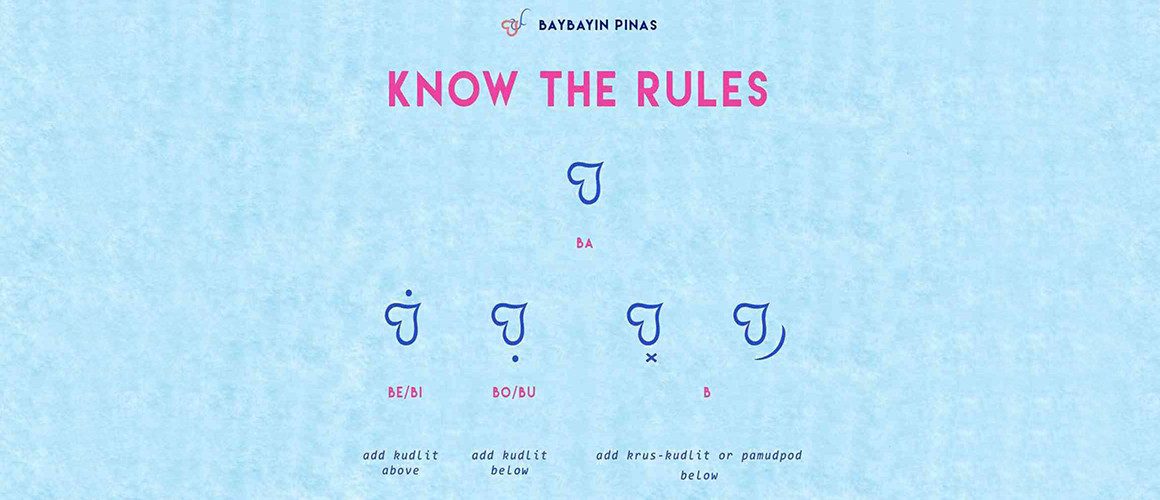 BAYBAYIN PINAS
KNOW THE RULES
ᜊ
BA
ᜊᜒ ᜊᜓ ᜊ᜔ ᜊ᜕
BE/BI BO/BU B
add kudlit above
add kudlit below
add krus-kudlit or pamudpod
below